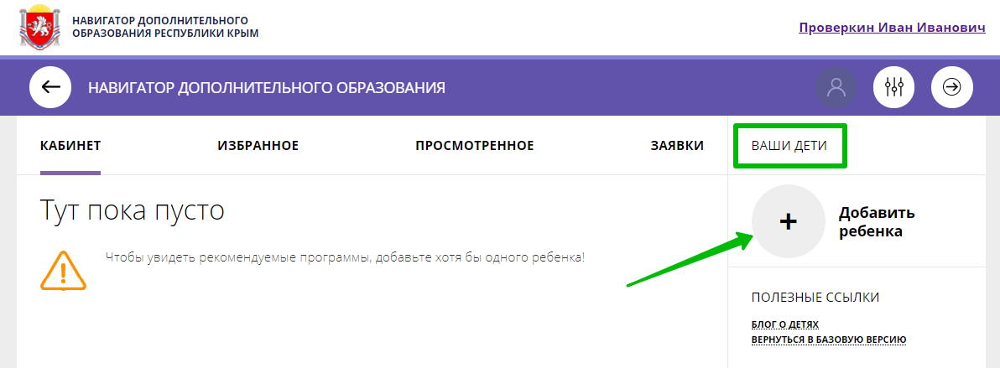 НАВИГАТОР ДОПОЛНИТЕЛЬНОГО
ОБРАЗОВАНИЯ РЕСПУБЛИКИ КРЫМ
Проверкин Иван Иванович
НАВИГАТОР ДОПОЛНИТЕЛЬНОГО ОБРАЗОВАНИЯ
КАБИНЕТ
ИЗБРАННОЕ
ПРОСМОТРЕННОЕ
ЗАЯВКИ
ВАШИ ДЕТИ
Тут пока пусто
Чтобы увидеть рекомендуемые программы, добавьте хотя бы одного ребенка!
Добавить
ребенка
ПОЛЕЗНЫЕ ССЫЛКИ
БЛОГ О ДЕТЯХ
ВЕРНУТЬСЯ В БАЗОВУЮ ВЕРСИЮ